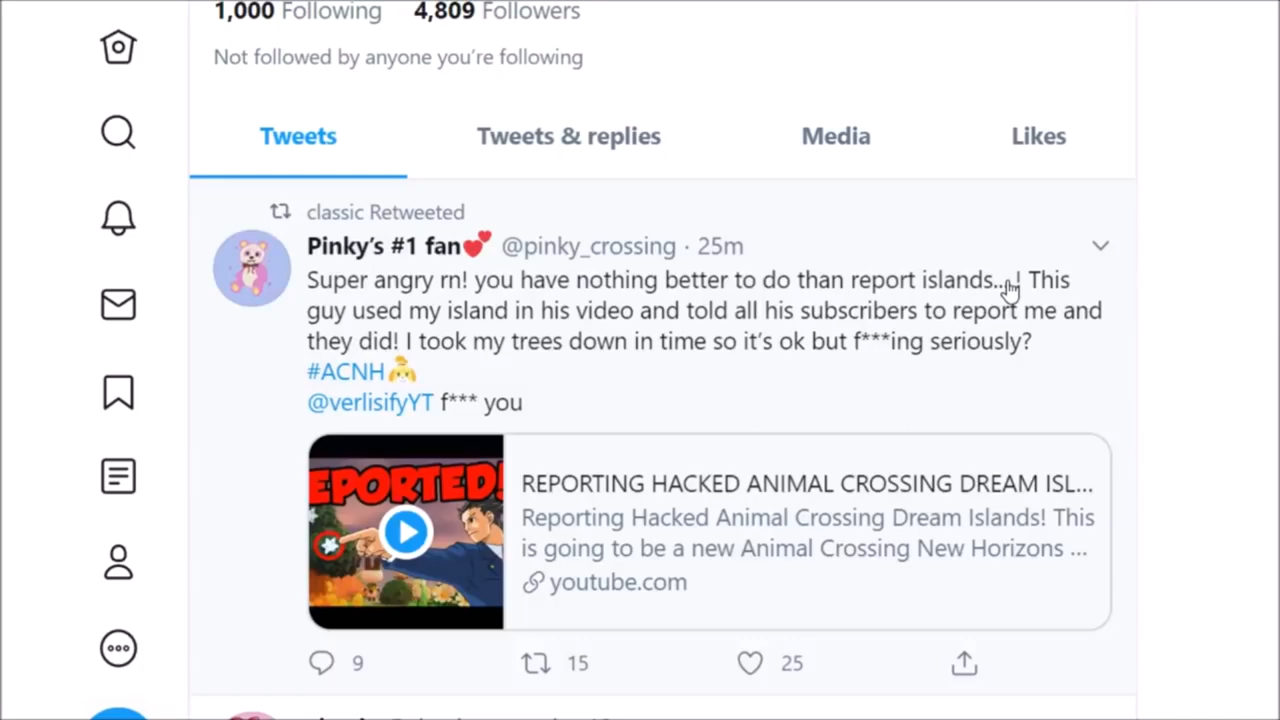 1,000 Following 4,809 Followers
Not followed by anyone you're following
Tweets Tweets & replies Media Likes
classic Retweeted
Pinky's #1 fan💕 @pinky_crossing · 25m
Super angry rn! you have nothing better to do than report islands...! This
guy used my island in his video and told all his subscribers to report me and
they did! I took my trees down in time so it's ok but f***ing seriously?
#ACNH
@verlisifyYT f*** you
EPORTED!
REPORTING HACKED ANIMAL CROSSING DREAM ISL...
Reporting Hacked Animal Crossing Dream Islands! This
is going to be a new Animal Crossing New Horizons ...
youtube.com
9 15 25